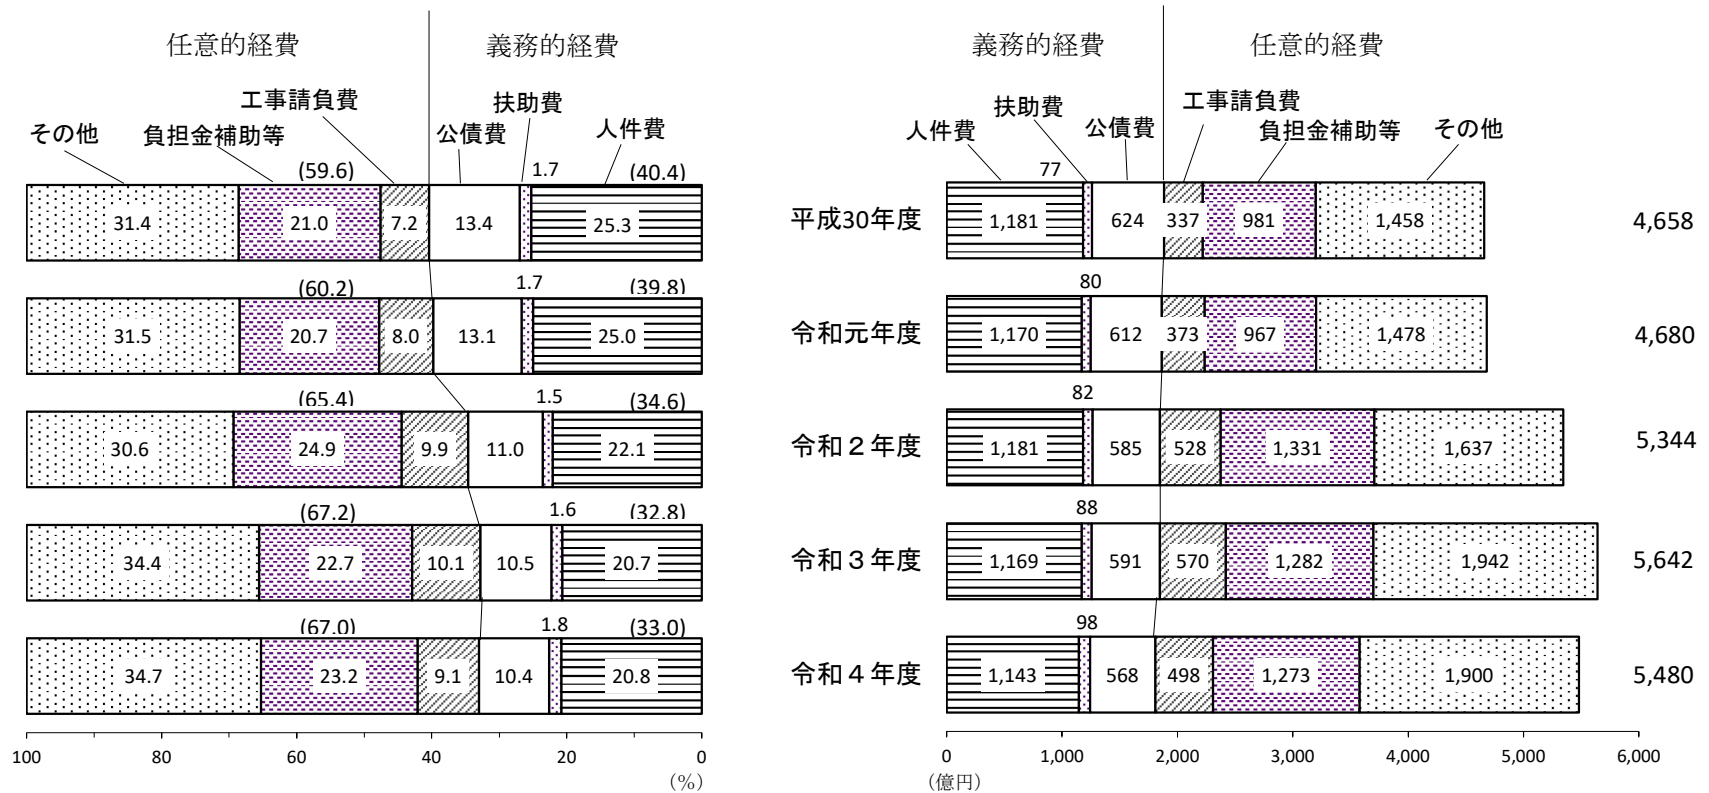 任意的経費 義務的経費 義務的経費 任意的経費
工事請負費 扶助費 扶助費 工事請負費
その他 負担金補助等 公債費 人件費 人件費 公債費 負担金補助等 その他
(59.6) 1.7 (40.4) 77
31.4 21.0 7.2 13.4 25.3 平成30年度 1,181 624 337 981 1,458 4,658
(60.2) 1.7 (39.8) 80
31.5 20.7 8.0 13.1 25.0 令和元年度 1,170 612 373 967 1,478 4,680
(65.4) 1.5 (34.6) 82
30.6 24.9 9.9 11.0 22.1 令和２年度 1,181 585 528 1,331 1,637 5,344
(67.2) 1.6 (32.8) 88
34.4 22.7 10.1 10.5 20.7 令和３年度 1,169 591 570 1,282 1,942 5,642
(67.0) 1.8 (33.0) 98
34.7 23.2 9.1 10.4 20.8 令和４年度 1,143 568 498 1,273 1,900 5,480
100 80 60 40 20 0 0 1,000 2,000 3,000 4,000 5,000 6,000
(%) (億円)